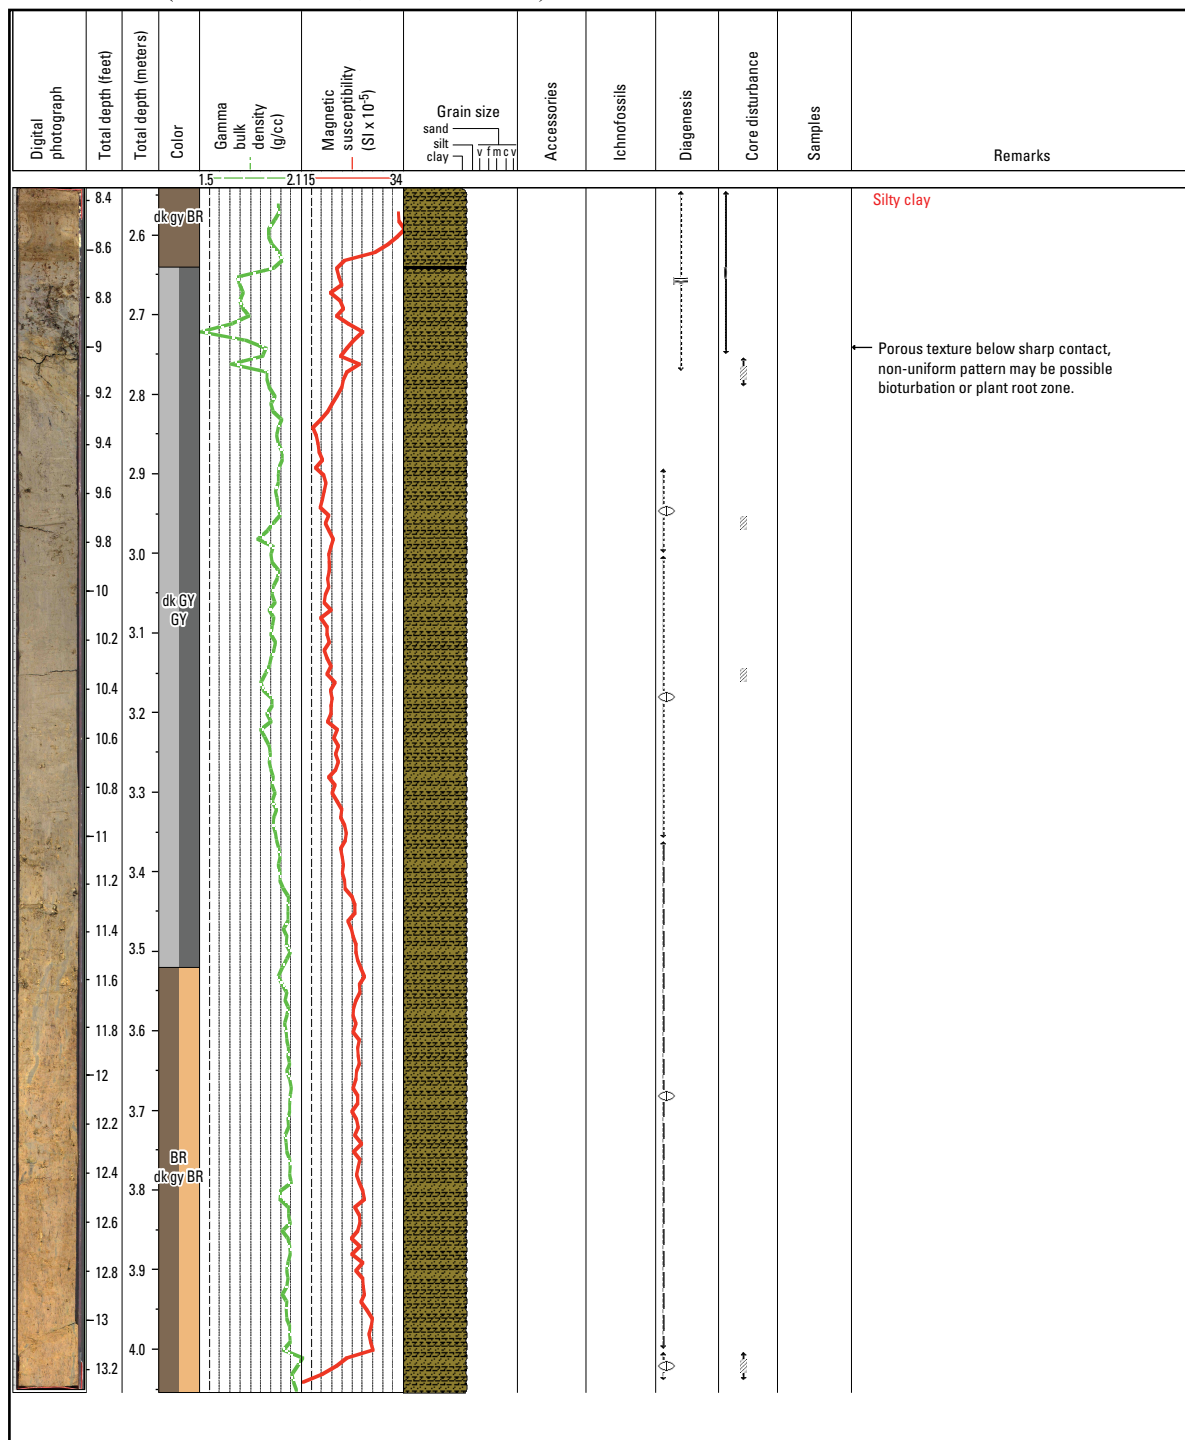 Digital
photograph
Total depth (feet)
Total depth (meters)
Color
Gamma
bulk
density
(g/cc)
Magnetic
susceptibility
(SI x 10-5)
Grain size
sand
silt
clay
v f m c v
Accessories
Ichnofossils
Diagenesis
Core disturbance
Samples
Remarks
1.5 2.1 15 34
8.4
8.6
8.8
9
9.2
9.4
9.6
9.8
10
10.2
10.4
10.6
10.8
11
11.2
11.4
11.6
11.8
12
12.2
12.4
12.6
12.8
13
13.2
2.6
2.7
2.8
2.9
3.0
3.1
3.2
3.3
3.4
3.5
3.6
3.7
3.8
3.9
4.0
dk gy BR
dk GY
GY
BR
dk gy BR
Silty clay
Porous texture below sharp contact,
non-uniform pattern may be possible
bioturbation or plant root zone.